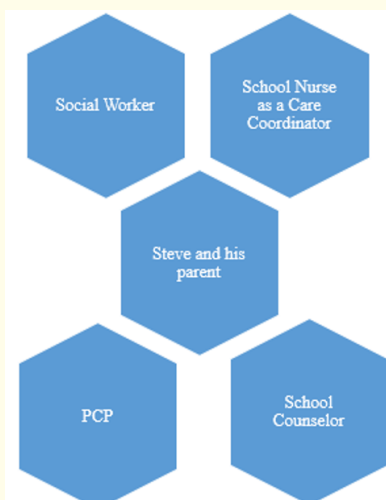 Social Worker
School Nurse
as a Care
Coordinator
Steve and his
parent
PCP
School
Counselor